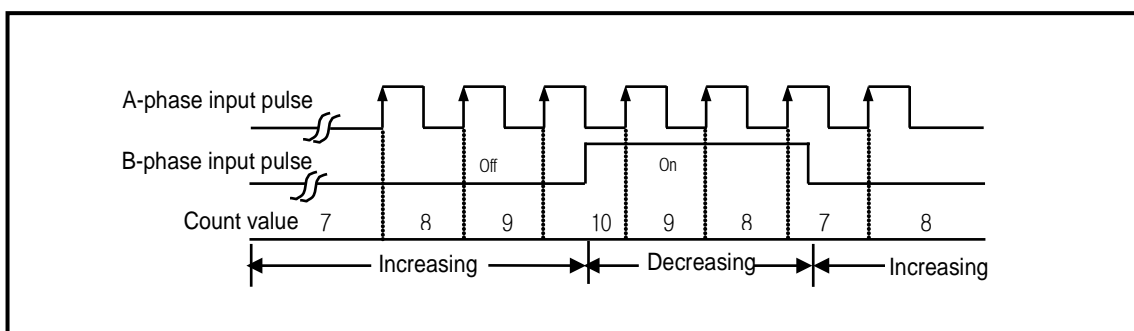 A-phase input pulse
B-phase input pulse
Off On
Count value 7 8 9 10 9 8 7 8
Increasing Decreasing Increasing